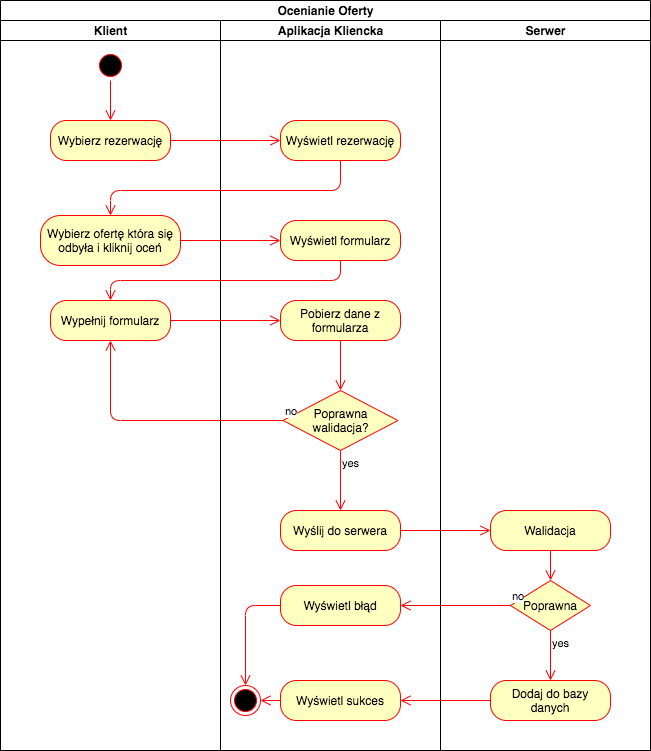 Ocenianie Oferty
Klient
Aplikacja Kliencka
Serwer
Wybierz rezerwację
Wyświetl rezerwację
Wybierz ofertę która się
odbyła i kliknij oceń
Wyświetl formularz
Wypełnij formularz
Pobierz dane z
formularza
no
Poprawna
walidacja?
yes
Wyślij do serwera
Walidacja
no
Poprawna
Wyświetl błąd
yes
Wyświetl sukces
Dodaj do bazy
danych